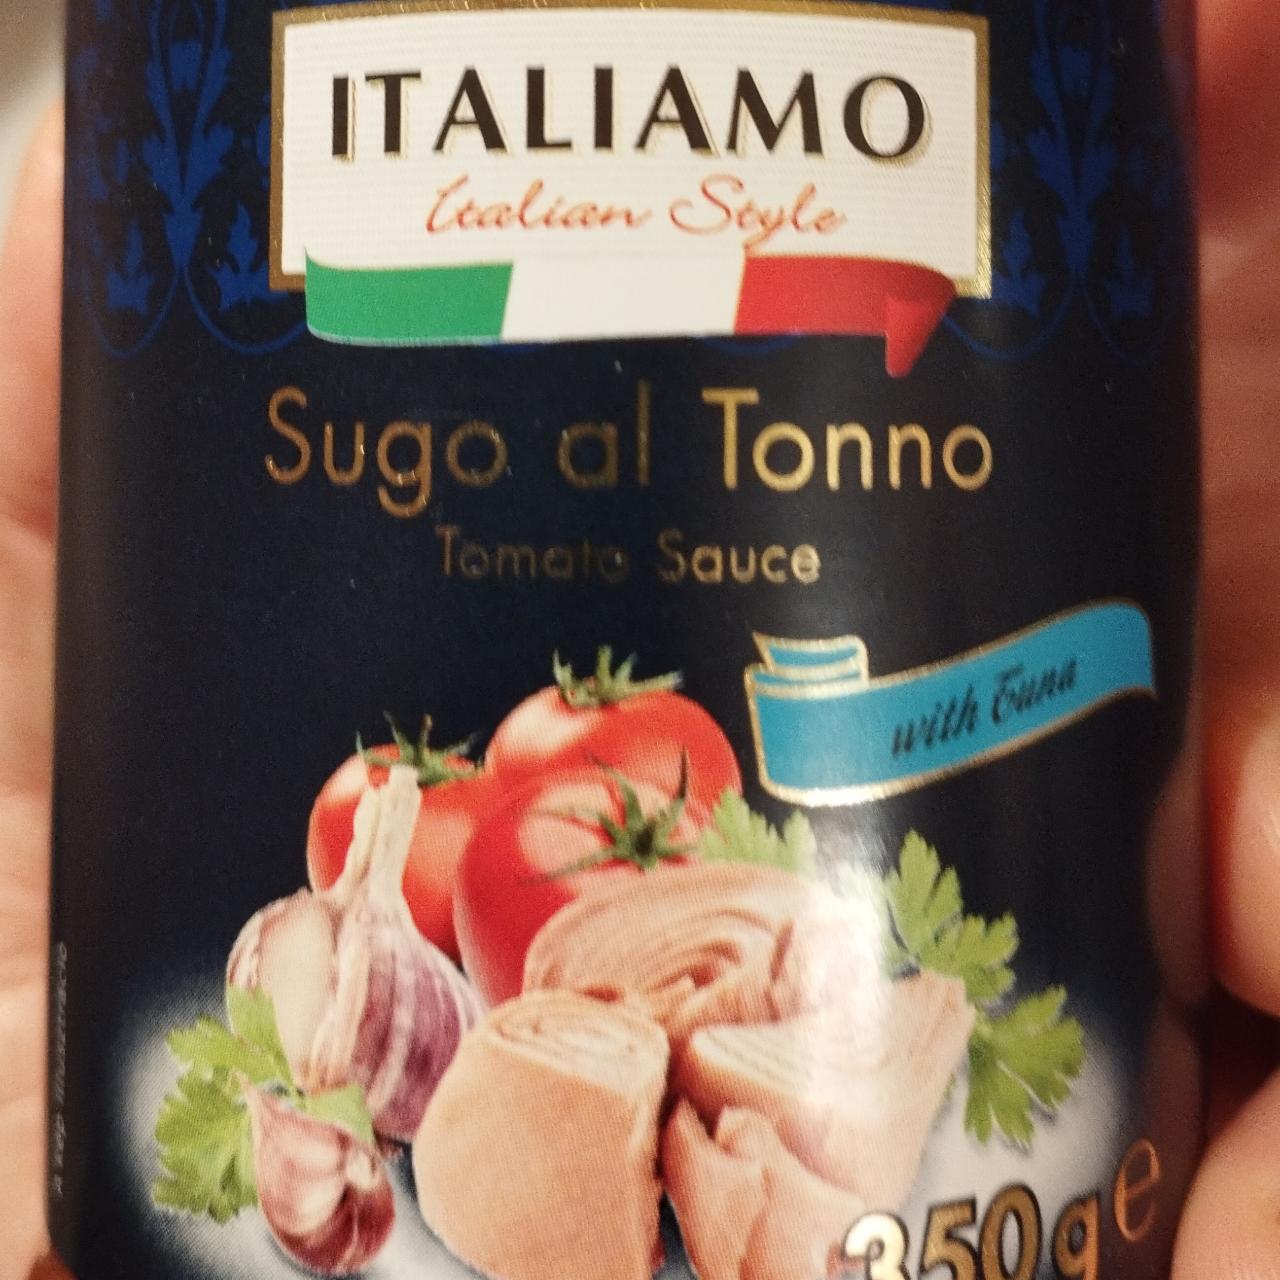 ITALIAMO
Italian Style
Sugo al Tonno
Tomato Sauce
with Tuna
350g e